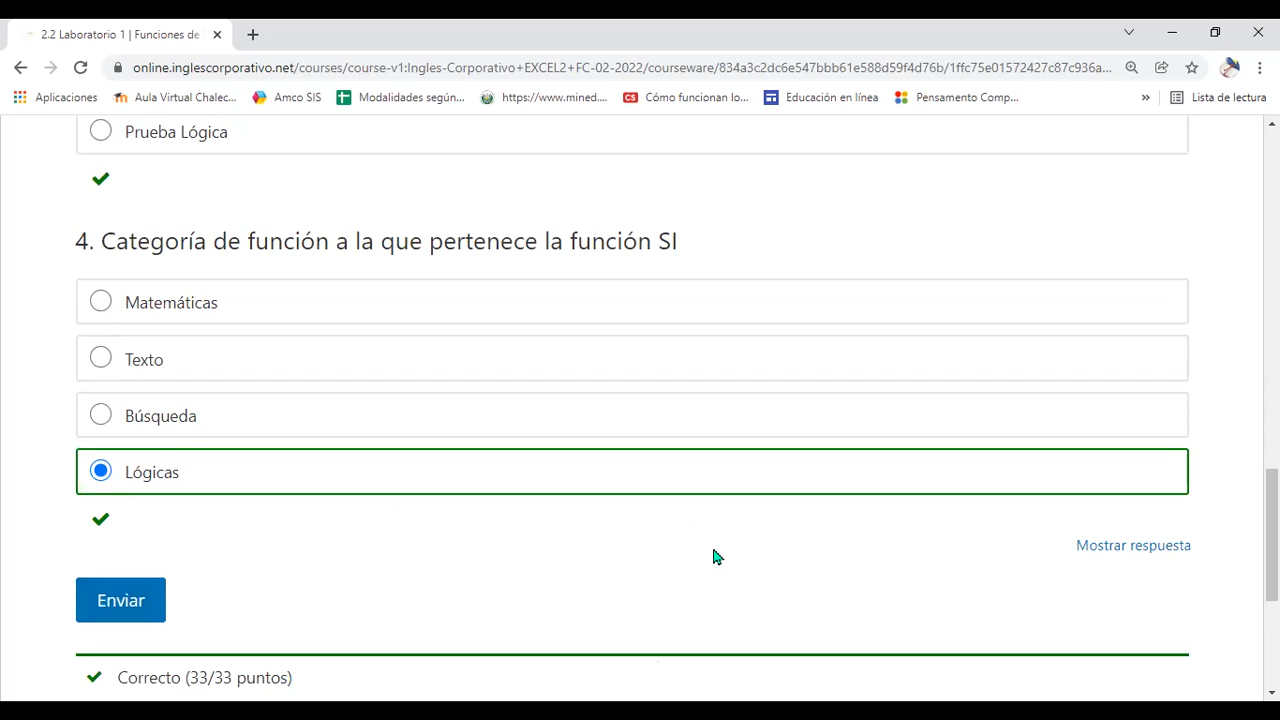 2.2 Laboratorio 1 | Funciones de
online.inglescorporativo.net/courses/course-v1:Ingles-Corporativo+EXCEL2+FC-02-2022/courseware/834a3c2dc6e547bbb61e588d59f4d76b/1ffc75e01572427c87c936a...
Aplicaciones Aula Virtual Chalec... Amco SIS Modalidades según... https://www.mined.... Cómo funciona lo... Educación en línea Pensamento Comp... » Lista de lectura
Prueba Lógica
4. Categoría de función a la que pertenece la función SI
Matemáticas
Texto
Búsqueda
Lógicas
Mostrar respuesta
Enviar
Correcto (33/33 puntos)